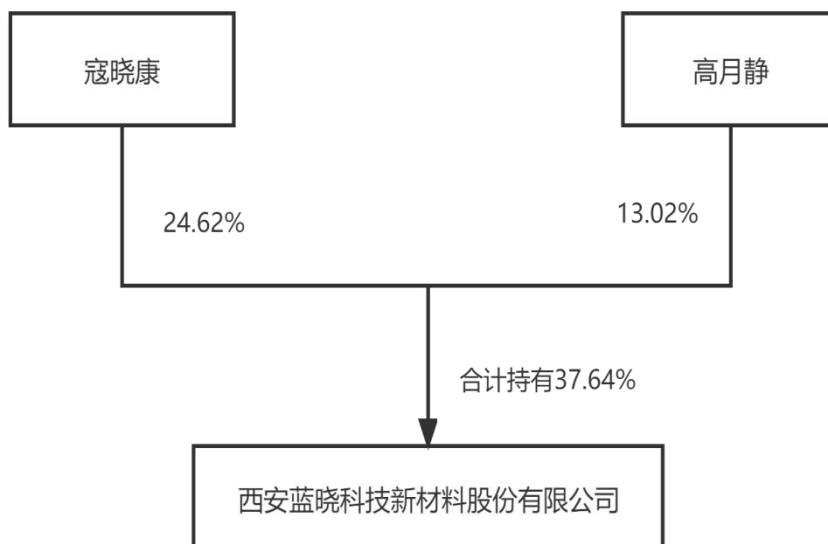 寇晓康
高月静
24.62%
13.02%
合计持有37.64%
西安蓝晓科技新材料股份有限公司